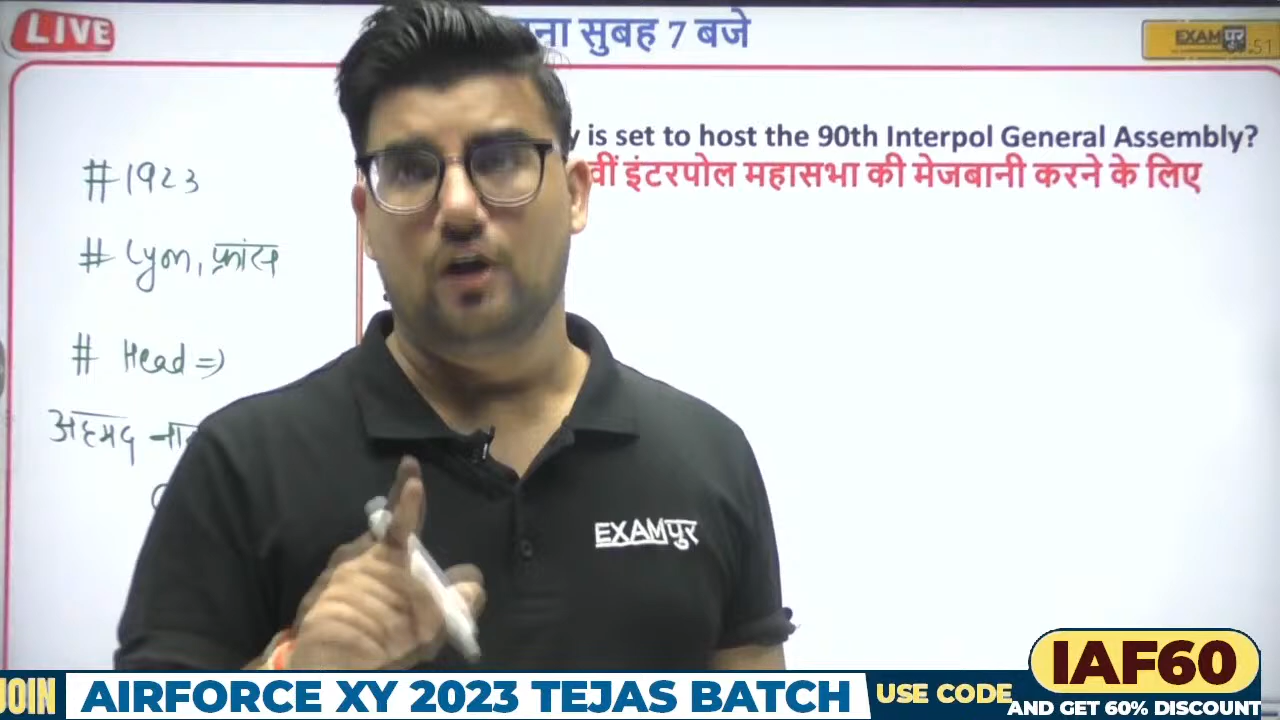 LIVE
ना सुबह 7 बजे
EXAMपुर
:51
y is set to host the 90th Interpol General Assembly?
वीं इंटरपोल महासभा की मेजबानी करने के लिए
#1923
# Lyon, फ्रांस
# Head =>
अहमद ना
EXAMपुर
JOIN AIRFORCE XY 2023 TEJAS BATCH USE CODE IAF60
AND GET 60% DISCOUNT